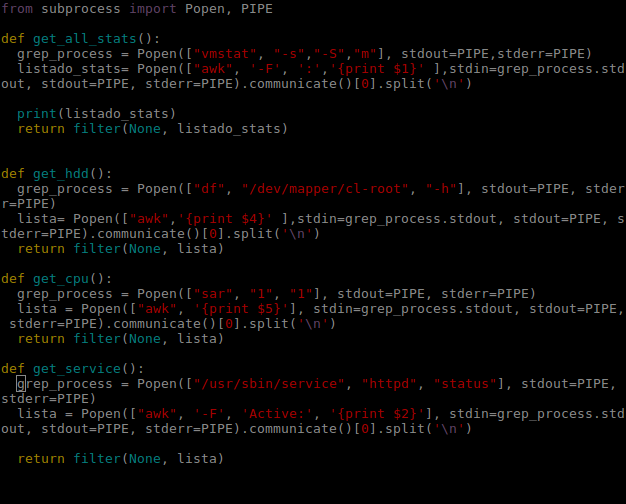 from subprocess import Popen, PIPE
def get_all_stats():
  grep_process = Popen(["vmstat", "-s","-S","m"], stdout=PIPE,stderr=PIPE)
  listado_stats= Popen(["awk", '-F', ':','{print $1}' ],stdin=grep_process.std
out, stdout=PIPE, stderr=PIPE).communicate()[0].split('\n')
  print(listado_stats)
  return filter(None, listado_stats)
def get_hdd():
  grep_process = Popen(["df", "/dev/mapper/cl-root", "-h"], stdout=PIPE, stder
r=PIPE)
  lista= Popen(["awk",'{print $4}' ],stdin=grep_process.stdout, stdout=PIPE, s
tderr=PIPE).communicate()[0].split('\n')
  return filter(None, lista)
def get_cpu():
  grep_process = Popen(["sar", "1", "1"], stdout=PIPE, stderr=PIPE)
  lista = Popen(["awk", '{print $5}'], stdin=grep_process.stdout, stdout=PIPE,
 stderr=PIPE).communicate()[0].split('\n')
  return filter(None, lista)
def get_service():
  grep_process = Popen(["/usr/sbin/service", "httpd", "status"], stdout=PIPE, 
stderr=PIPE)
  lista = Popen(["awk", '-F', 'Active:', '{print $2}'], stdin=grep_process.std
out, stdout=PIPE, stderr=PIPE).communicate()[0].split('\n')
  return filter(None, lista)